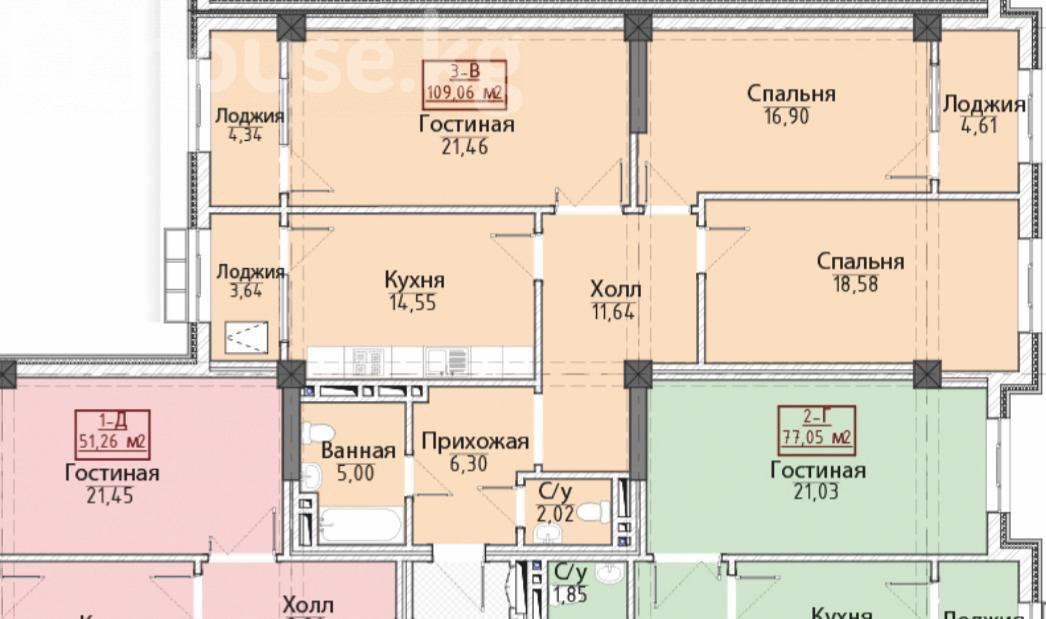 house.kg
3-В
109,06 м2
Гостиная
21,46
Лоджия
4,34
Спальня
16,90
Лоджия
4,61
Лоджия
3,64
Кухня
14,55
Холл
11,64
Спальня
18,58
1-Д
51,26 м2
Гостиная
21,45
Ванная
5,00
Прихожая
6,30
С/у
2,02
2-Г
77,05 м2
Гостиная
21,03
Холл
С/у
1,85
Кухня
Лоджия